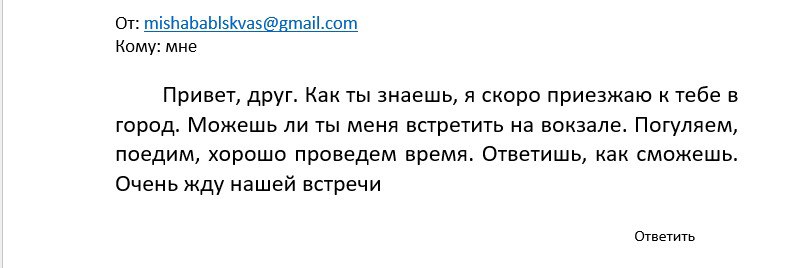 От: mishabablskvas@gmail.com
Кому: мне
Привет, друг. Как ты знаешь, я скоро приезжаю к тебе в
город. Можешь ли ты меня встретить на вокзале. Погуляем,
поедим, хорошо проведем время. Ответишь, как сможешь.
Очень жду нашей встречи
Ответить